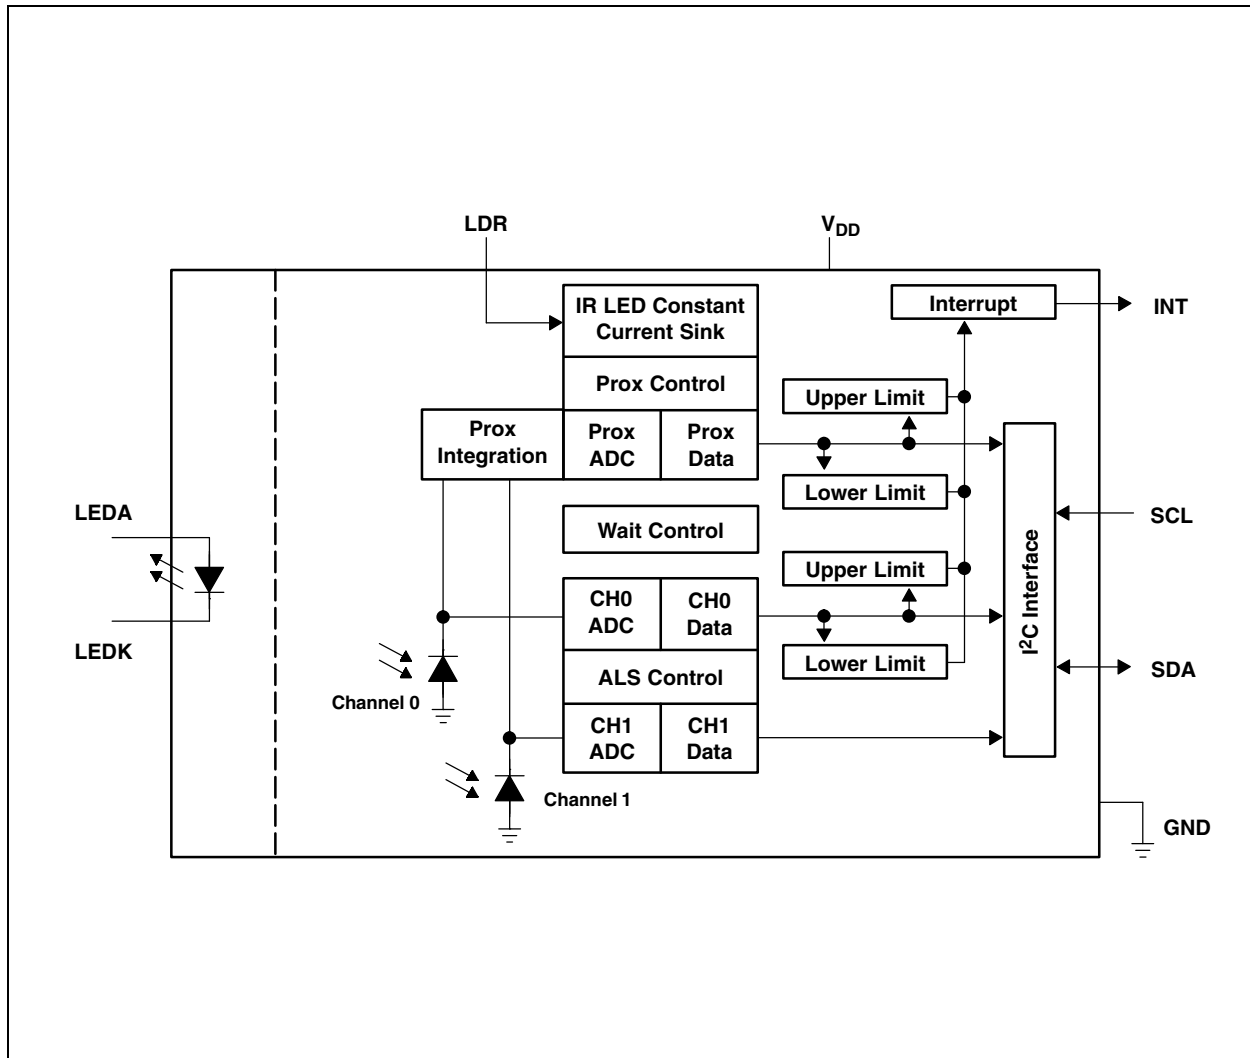 LDR
V_DD
IR LED Constant
Current Sink
Interrupt
INT
Prox Control
Upper Limit
Prox
Integration
Prox
ADC
Prox
Data
Lower Limit
LEDA
SCL
Wait Control
Upper Limit
I²C Interface
CH0
ADC
CH0
Data
LEDK
Lower Limit
SDA
ALS Control
Channel 0
CH1
ADC
CH1
Data
Channel 1
GND